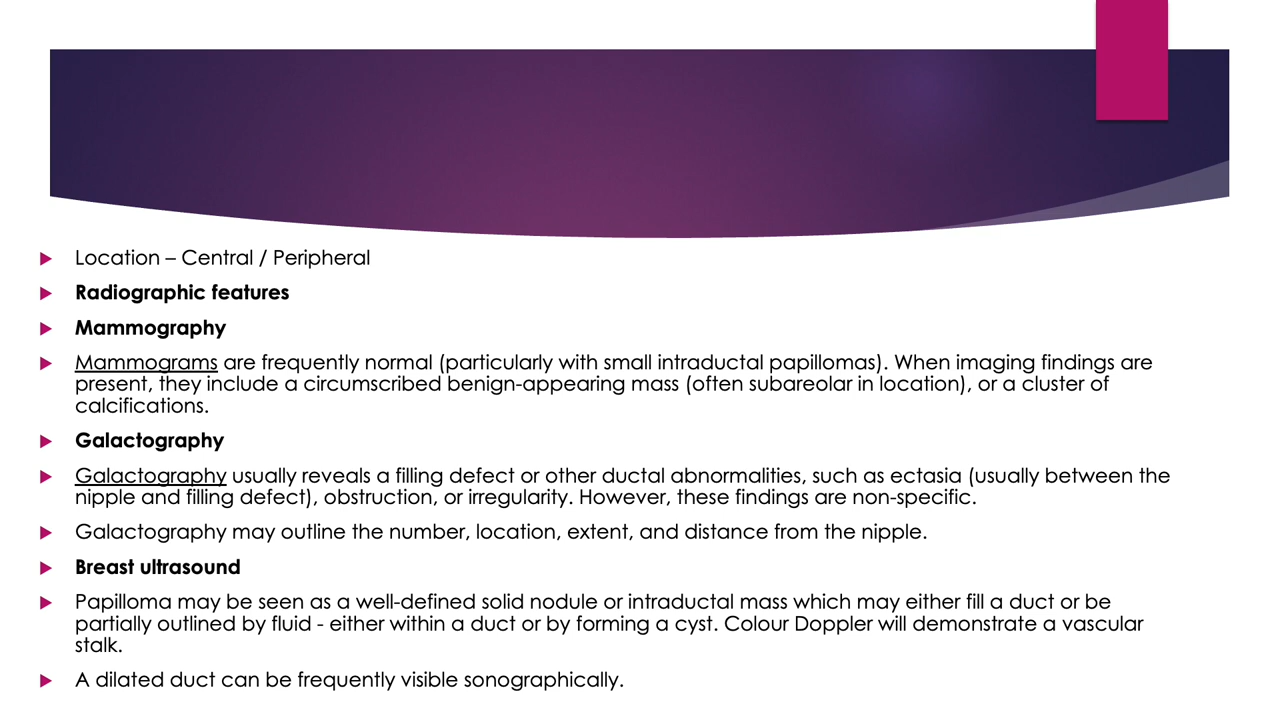 Location – Central / Peripheral
Radiographic features
Mammography
Mammograms are frequently normal (particularly with small intraductal papillomas). When imaging findings are
present, they include a circumscribed benign-appearing mass (often subareolar in location), or a cluster of
calcifications.
Galactography
Galactography usually reveals a filling defect or other ductal abnormalities, such as ectasia (usually between the
nipple and filling defect), obstruction, or irregularity. However, these findings are non-specific.
Galactography may outline the number, location, extent, and distance from the nipple.
Breast ultrasound
Papilloma may be seen as a well-defined solid nodule or intraductal mass which may either fill a duct or be
partially outlined by fluid - either within a duct or by forming a cyst. Colour Doppler will demonstrate a vascular
stalk.
A dilated duct can be frequently visible sonographically.